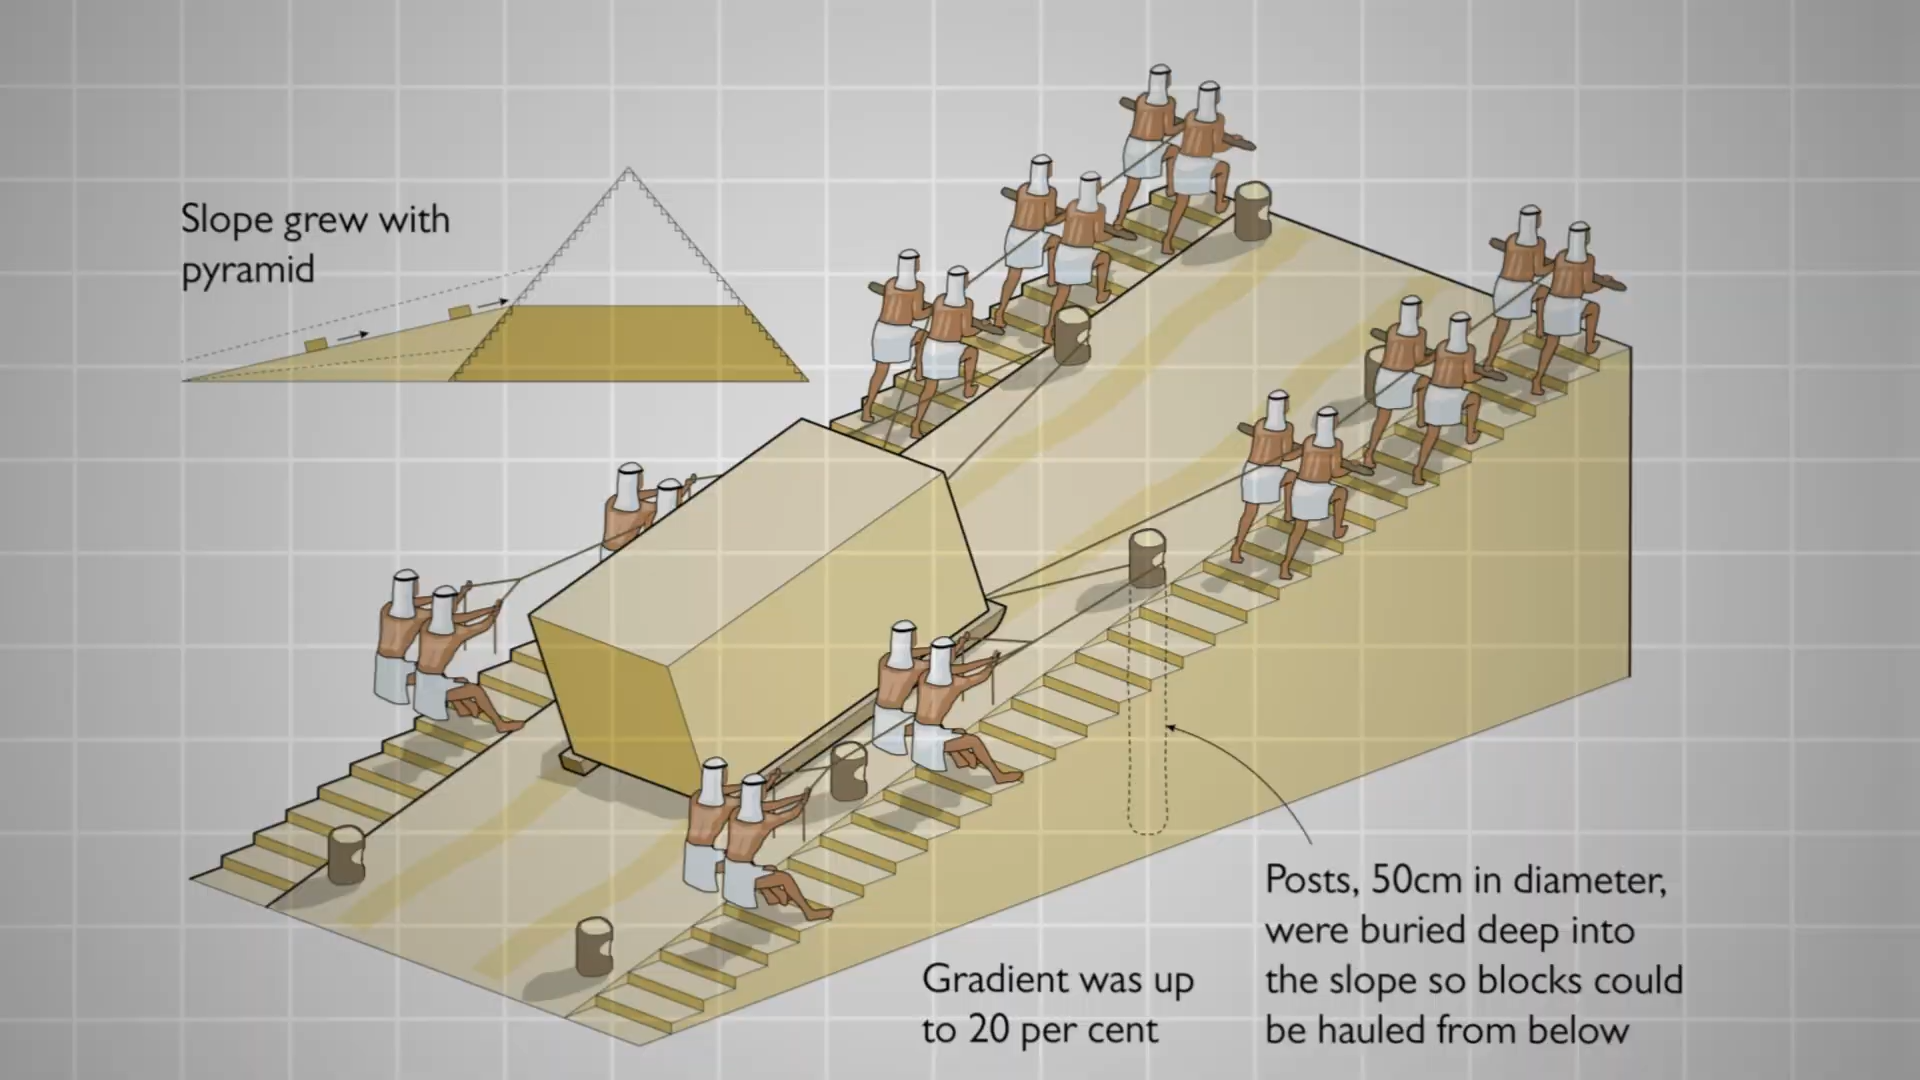 Slope grew with
pyramid
Gradient was up
to 20 per cent
Posts, 50cm in diameter,
were buried deep into
the slope so blocks could
be hauled from below